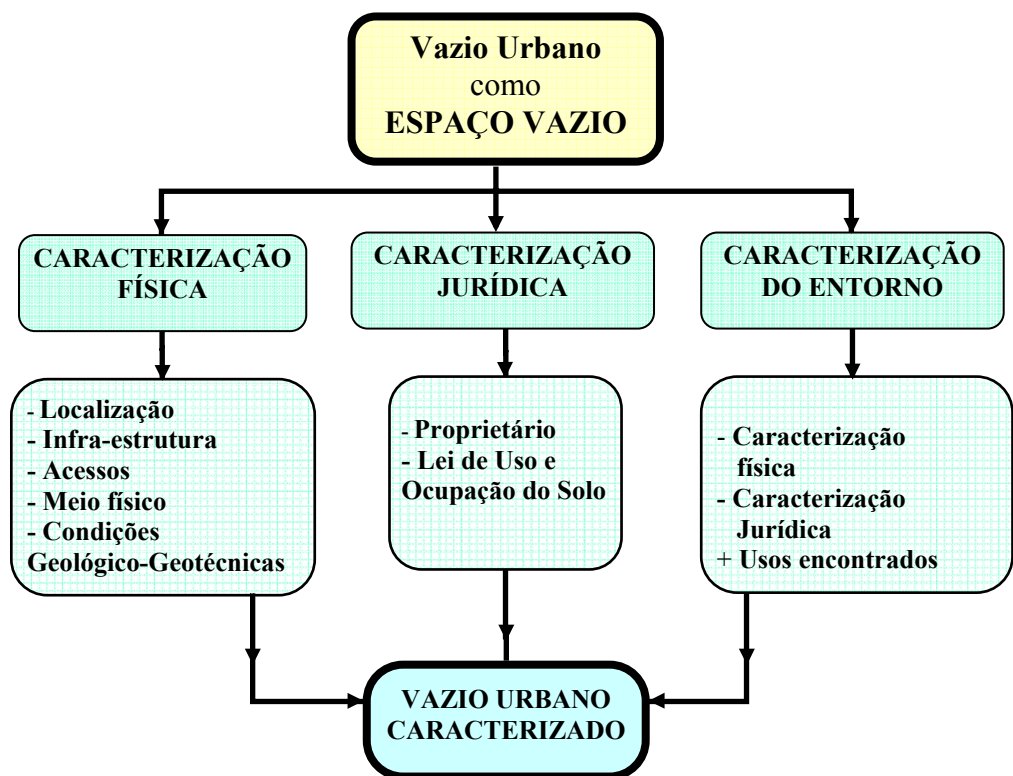 Vazio Urbano
como
ESPAÇO VAZIO
CARACTERIZAÇÃO
FÍSICA
CARACTERIZAÇÃO
JURÍDICA
CARACTERIZAÇÃO
DO ENTORNO
- Localização
- Infra-estrutura
- Acessos
- Meio físico
- Condições
Geológico-Geotécnicas
- Proprietário
- Lei de Uso e
Ocupação do Solo
- Caracterização
física
- Caracterização
Jurídica
+ Usos encontrados
VAZIO URBANO
CARACTERIZADO